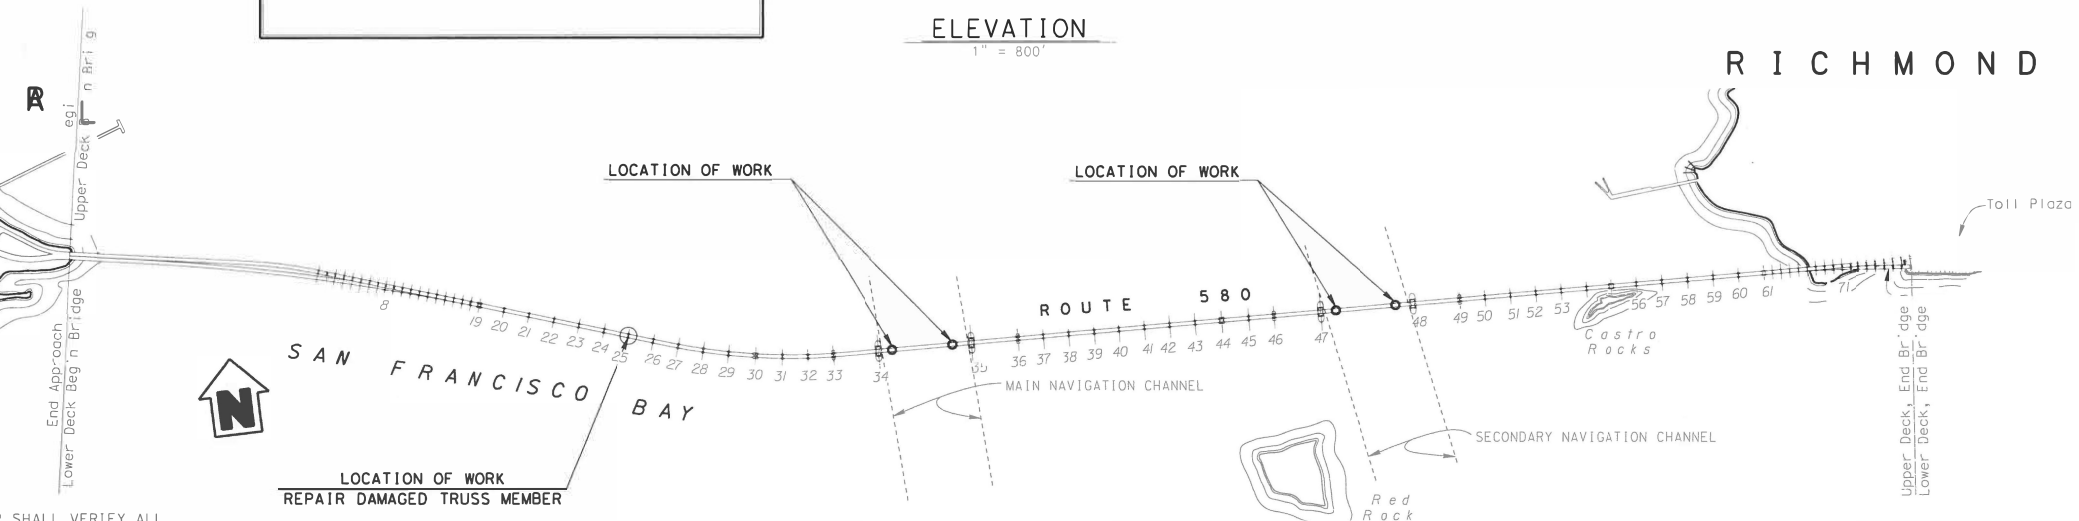 ELEVATION
1" = 800'
RICHMOND
Upper Deck
LOCATION OF WORK
LOCATION OF WORK
Toll Plaza
ROUTE 580
8
19 20 21 22 23 24 25 26 27 28 29 30 31 32 33 34 35 36 37 38 39 40 41 42 43 44 45 46 47 48 49 50 51 52 53 56 57 58 59 60 61 71
SAN FRANCISCO BAY
Castro
Rocks
MAIN NAVIGATION CHANNEL
SECONDARY NAVIGATION CHANNEL
N
End Approach
Lower Deck Beg n Bridge
LOCATION OF WORK
REPAIR DAMAGED TRUSS MEMBER
Red
Rock
Upper Deck, End Br dge
Lower Deck, End Br dge
SHALL VERIFY ALL